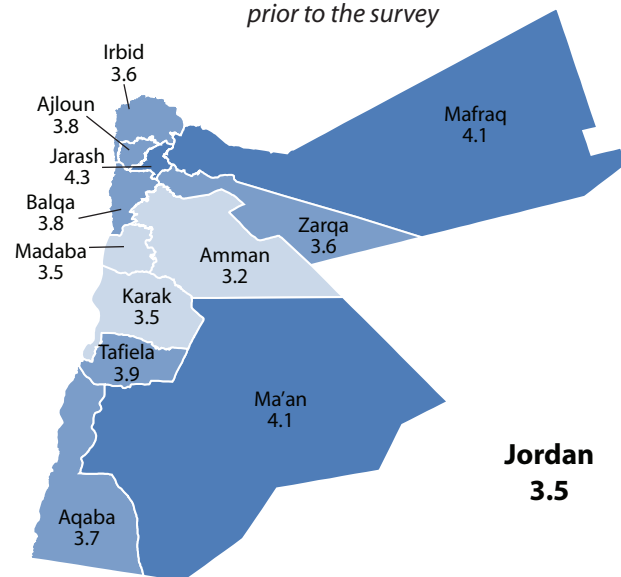 prior to the survey
Irbid
3.6
Ajloun
3.8
Jarash
4.3
Balqa
3.8
Madaba
3.5
Mafraq
4.1
Zarqa
3.6
Amman
3.2
Karak
3.5
Tafiela
3.9
Ma’an
4.1
Aqaba
3.7
Jordan
3.5